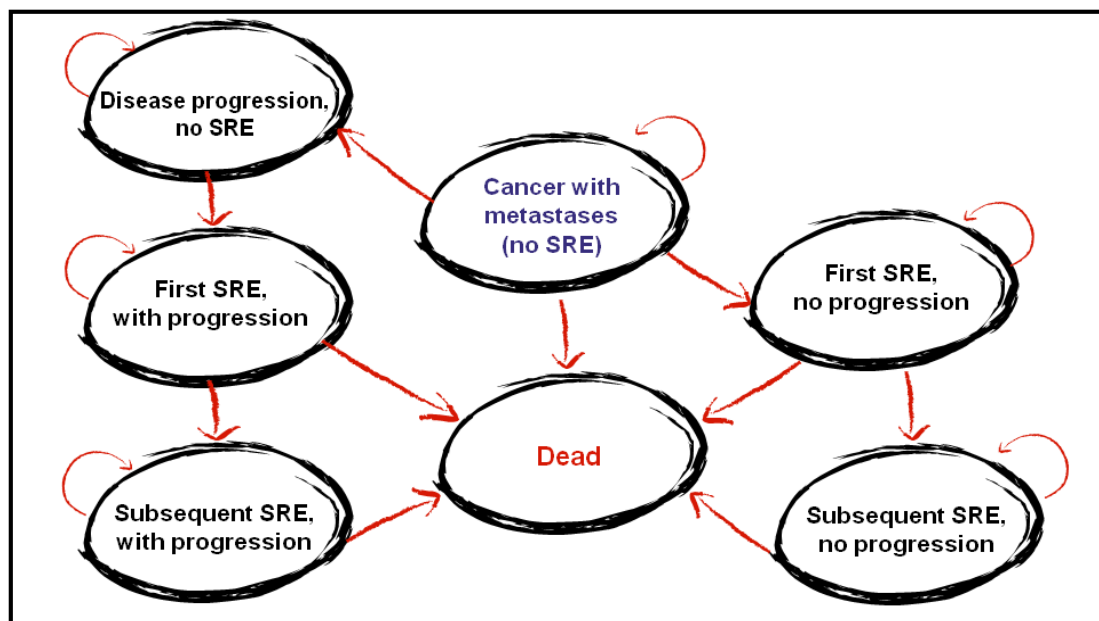 Disease progression,
no SRE
Cancer with
metastases
(no SRE)
First SRE,
with progression
First SRE,
no progression
Dead
Subsequent SRE,
with progression
Subsequent SRE,
no progression